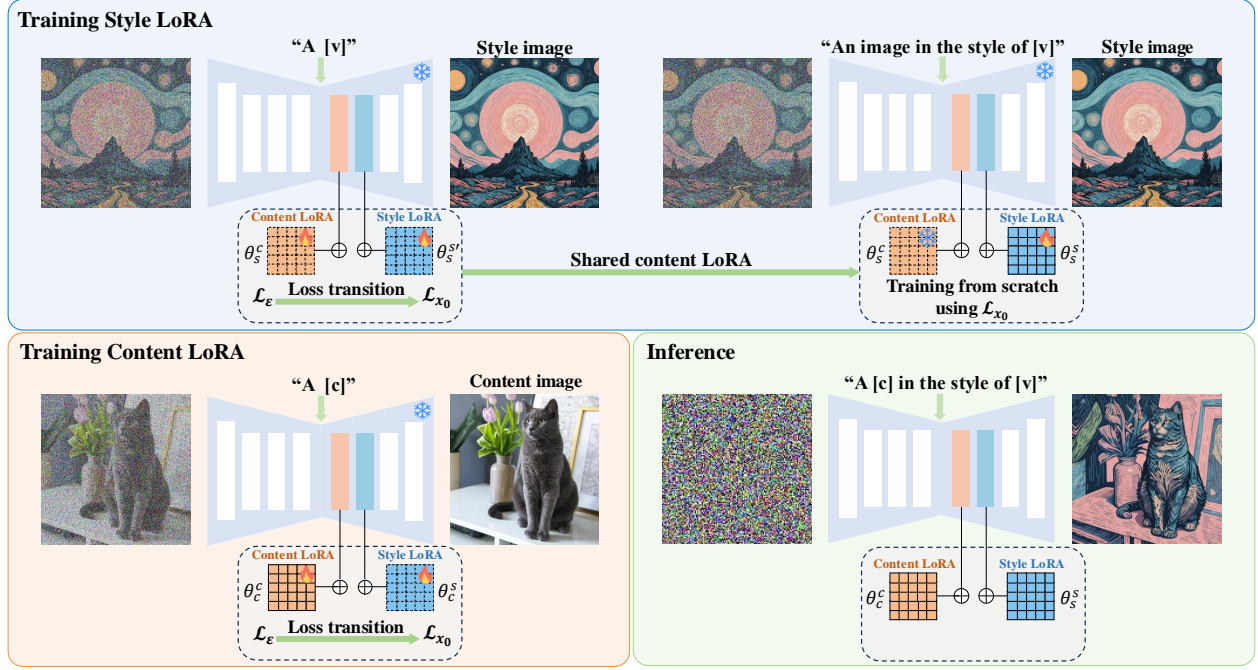 Training Style LoRA
“A [v]”
Style image
Content LoRA
Style LoRA
θ_s^c
θ_s^{s′}
Loss transition
ℒ_ε
ℒ_{x_0}
Shared content LoRA
“An image in the style of [v]”
Style image
Content LoRA
Style LoRA
θ_s^c
θ_s^s
Training from scratch
using ℒ_{x_0}
Training Content LoRA
“A [c]”
Content image
Content LoRA
Style LoRA
θ_c^c
θ_c^s
Loss transition
ℒ_ε
ℒ_{x_0}
Inference
“A [c] in the style of [v]”
Content LoRA
Style LoRA
θ_c^c
θ_s^s